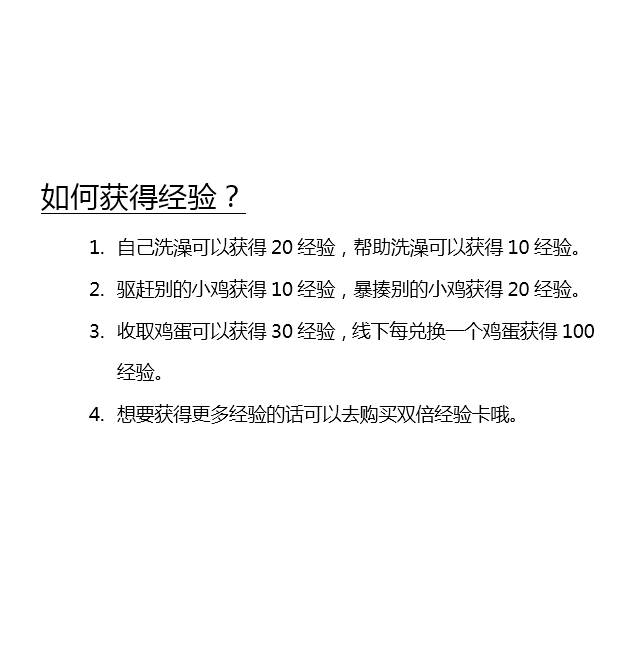 如何获得经验？
1. 自己洗澡可以获得 20 经验，帮助洗澡可以获得 10 经验。
2. 驱赶别的小鸡获得 10 经验，暴揍别的小鸡获得 20 经验。
3. 收取鸡蛋可以获得 30 经验，线下每兑换一个鸡蛋获得 100
经验。
4. 想要获得更多经验的话可以去购买双倍经验卡哦。